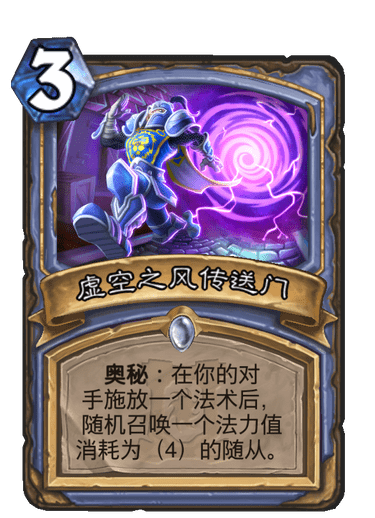 3
虚空之风传送门
奥秘：在你的对
手施放一个法术后，
随机召唤一个法力值
消耗为（4）的随从。